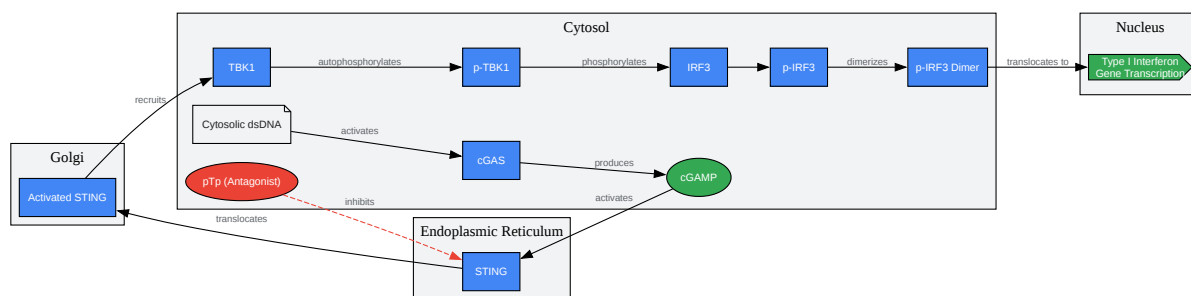 Cytosol
Nucleus
TBK1
autophosphorylates
p-TBK1
phosphorylates
IRF3
p-IRF3
dimerizes
p-IRF3 Dimer
translocates to
Type I Interferon
Gene Transcription
recruits
Cytosolic dsDNA
activates
cGAS
produces
cGAMP
Golgi
Activated STING
pTp (Antagonist)
inhibits
activates
translocates
Endoplasmic Reticulum
STING